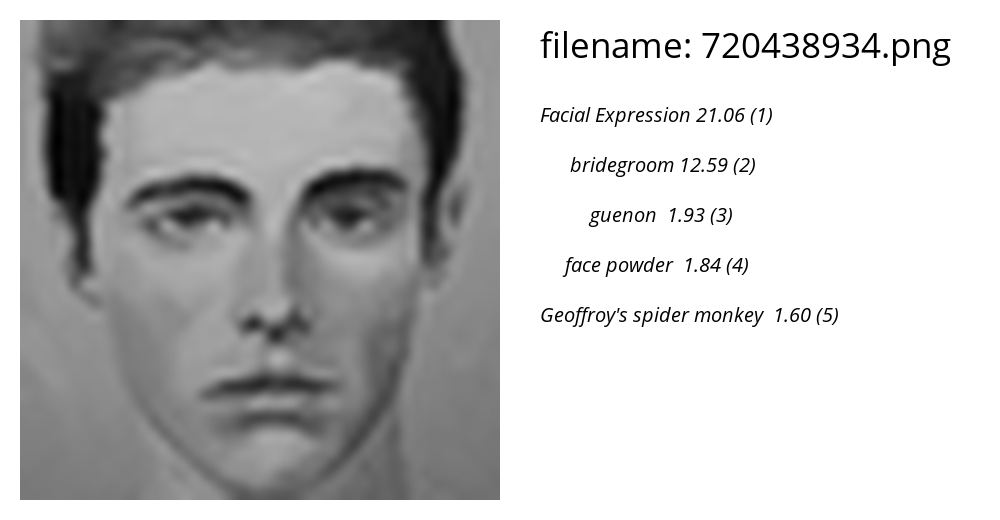 filename: 720438934.png
Facial Expression 21.06 (1)
bridegroom 12.59 (2)
guenon 1.93 (3)
face powder 1.84 (4)
Geoffroy's spider monkey 1.60 (5)